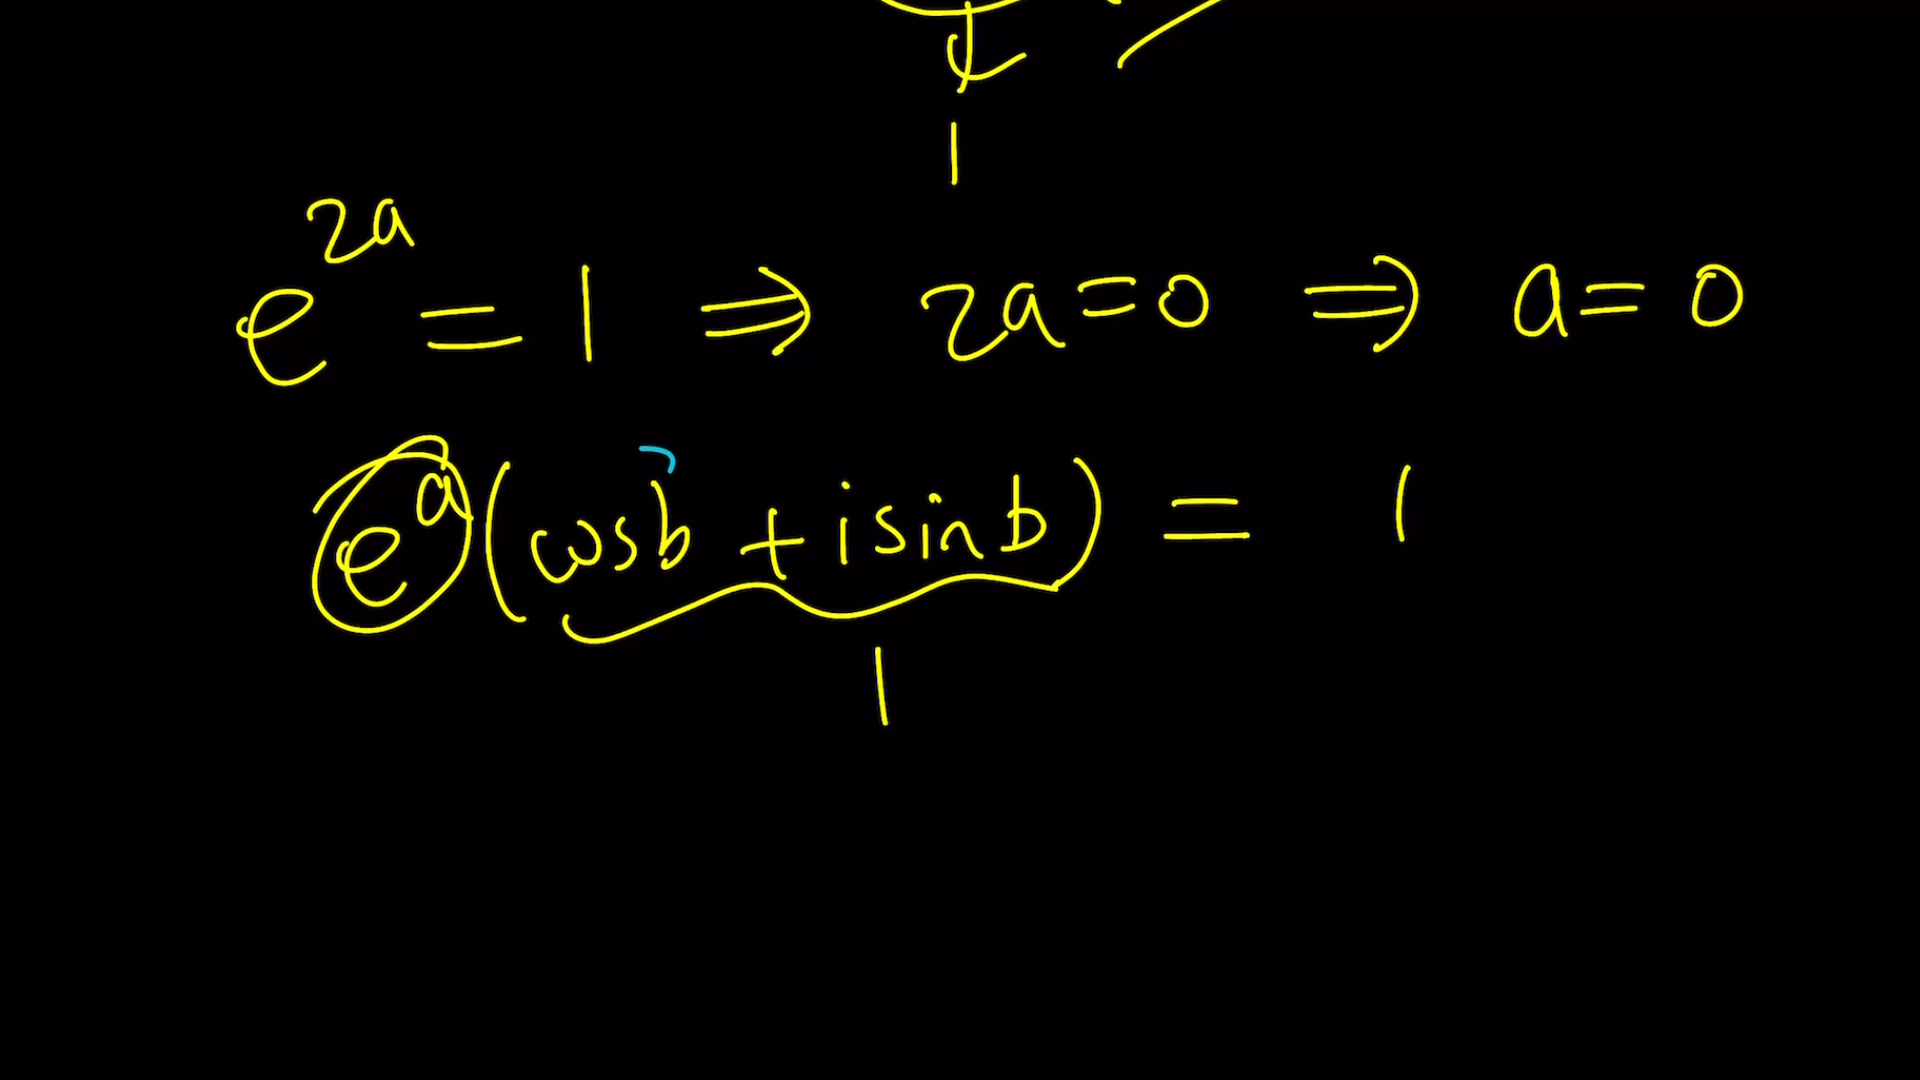 1
e^{2a} = 1 ⇒ 2a = 0 ⇒ a = 0
e^a (cos b + i sin b) = 1
1